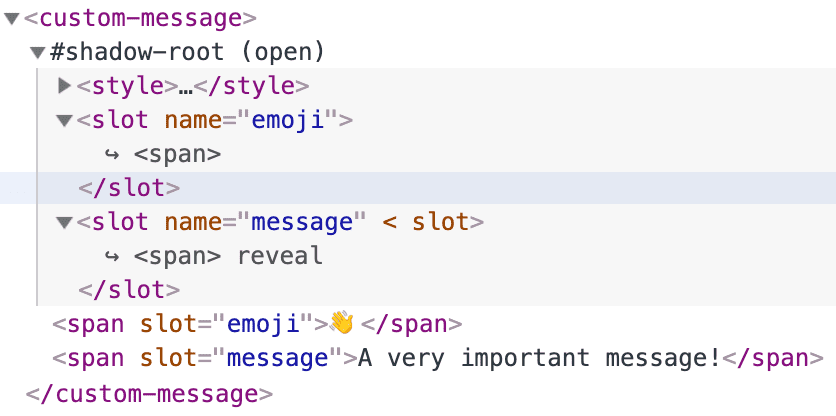 ▼<custom-message>
▼#shadow-root (open)
▶<style>…</style>
▼<slot name="emoji">
↪ <span>
</slot>
▼<slot name="message" < slot>
↪ <span> reveal
</slot>
<span slot="emoji">👋</span>
<span slot="message">A very important message!</span>
</custom-message>